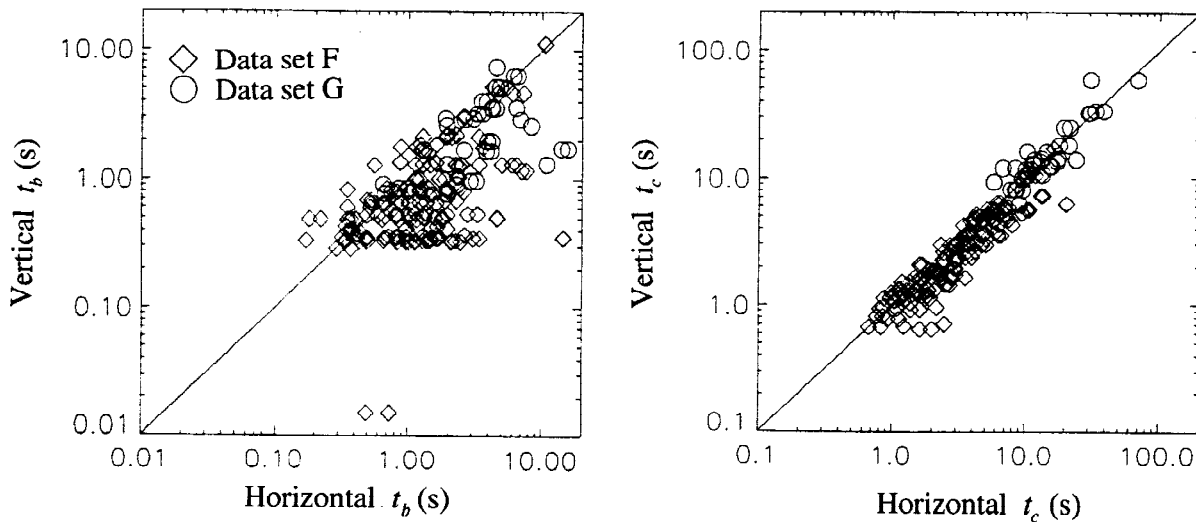 10.00
1.00
0.10
0.01
0.01
0.10
1.00
10.00
Vertical t_b (s)
Horizontal t_b (s)
Data set F
Data set G
100.0
10.0
1.0
0.1
0.1
1.0
10.0
100.0
Vertical t_c (s)
Horizontal t_c (s)